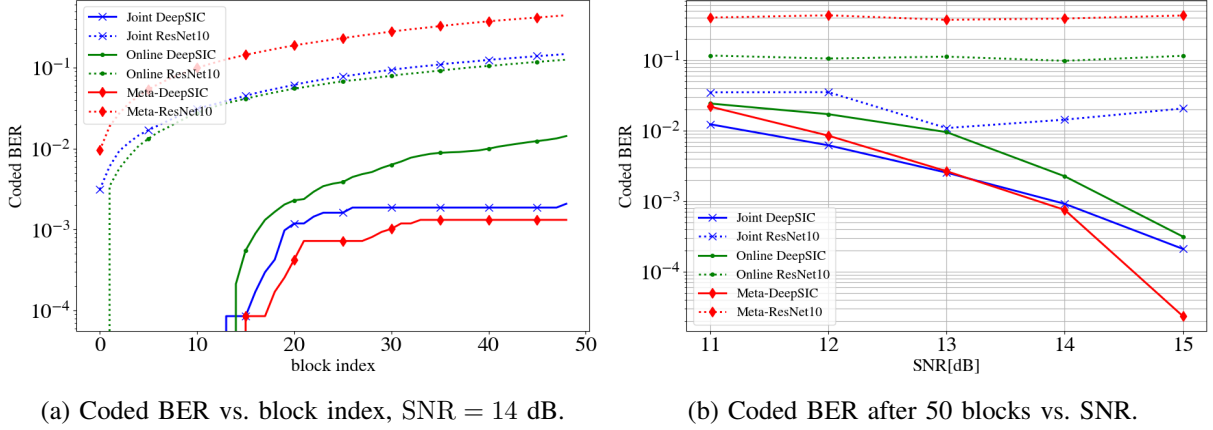 Joint DeepSIC
Joint ResNet10
Online DeepSIC
Online ResNet10
Meta-DeepSIC
Meta-ResNet10
Coded BER
10⁻¹
10⁻²
10⁻³
10⁻⁴
0 10 20 30 40 50
block index
(a) Coded BER vs. block index, SNR = 14 dB.
Coded BER
10⁻¹
10⁻²
10⁻³
10⁻⁴
Joint DeepSIC
Joint ResNet10
Online DeepSIC
Online ResNet10
Meta-DeepSIC
Meta-ResNet10
11 12 13 14 15
SNR[dB]
(b) Coded BER after 50 blocks vs. SNR.